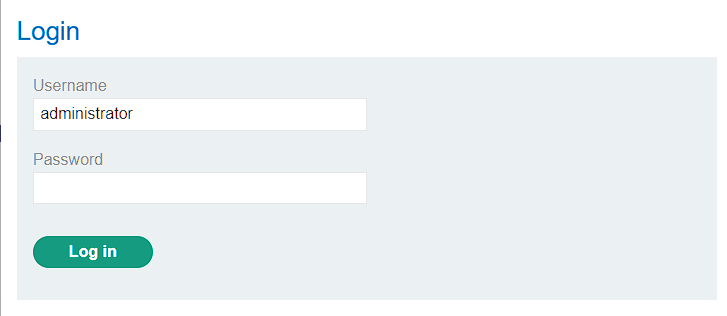 Login
Username
administrator
Password
Log in